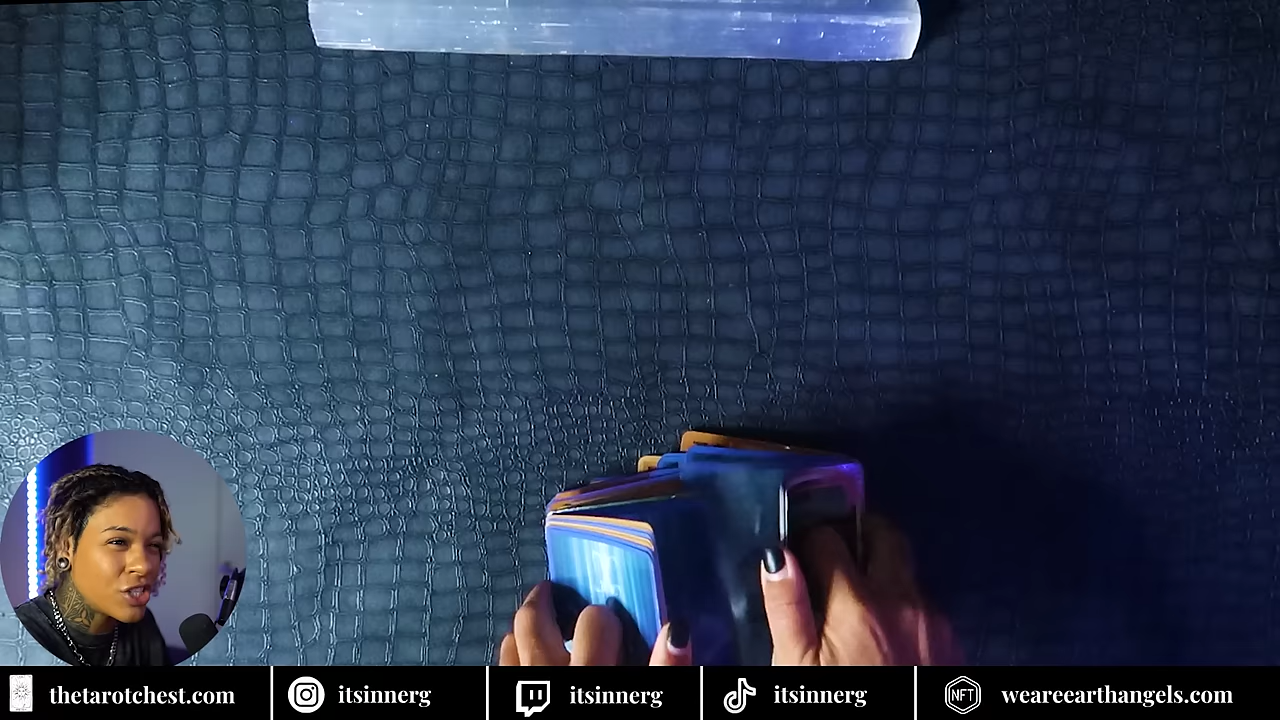 thetarotchest.com
itsinnerg
itsinnerg
itsinnerg
NFT
weareearthangels.com